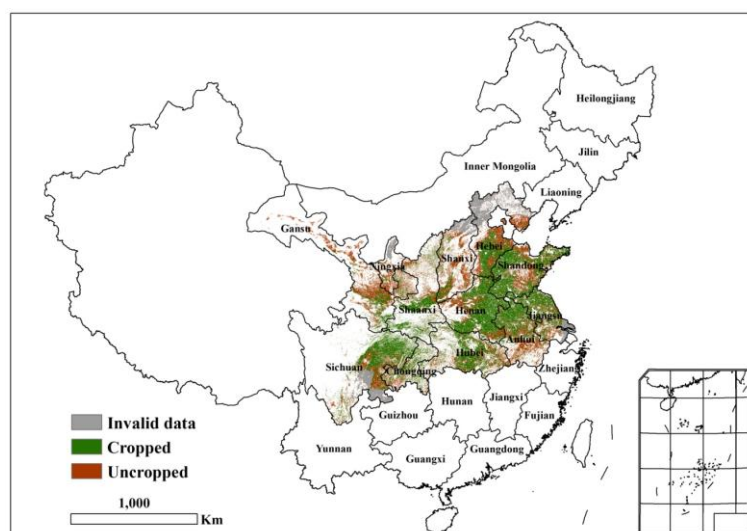 Heilongjiang
Jilin
Inner Mongolia
Liaoning
Gansu
Hebei
Ningxia
Shanxi
Shandong
Shaanxi
Henan
Jiangsu
Anhui
Hubei
Sichuan
Chongqing
Zhejiang
Hunan
Jiangxi
Guizhou
Fujian
Yunnan
Guangxi
Guangdong
Invalid data
Cropped
Uncropped
1,000
Km